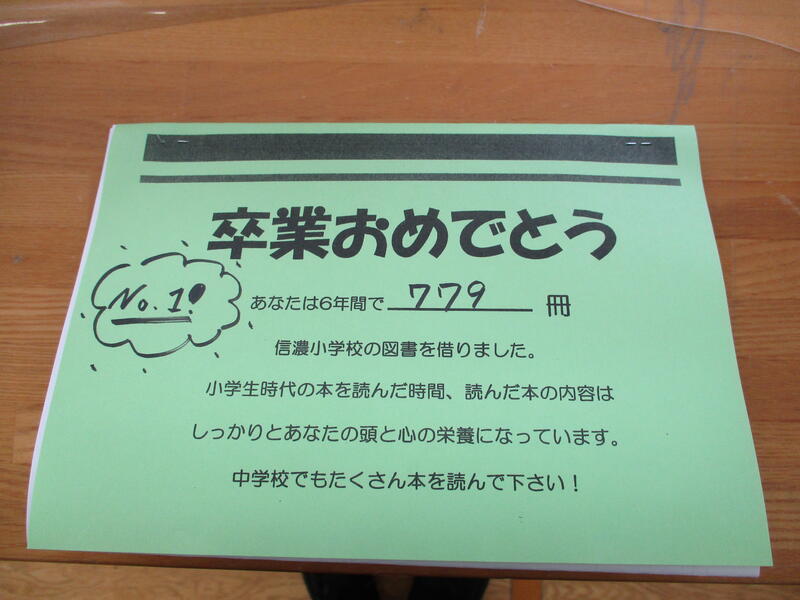 卒業おめでとう
No.1!
あなたは6年間で 779 冊
信濃小学校の図書を借りました。
小学生時代の本を読んだ時間、読んだ本の内容は
しっかりとあなたの頭と心の栄養になっています。
中学校でもたくさん本を読んで下さい！